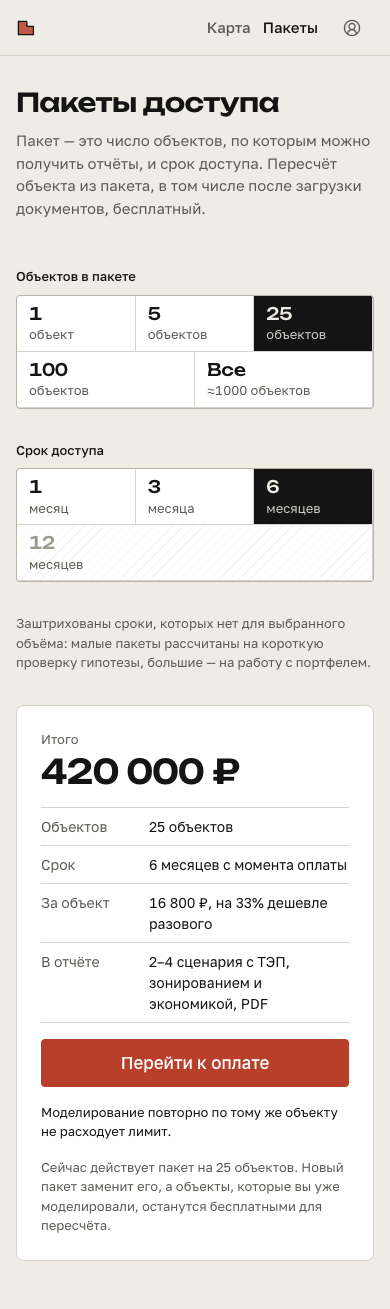 Карта Пакеты
Пакеты доступа
Пакет — это число объектов, по которым можно
получить отчёты, и срок доступа. Пересчёт
объекта из пакета, в том числе после загрузки
документов, бесплатный.
Объектов в пакете
1 5 25
объект объектов объектов
100 Все
объектов ≈1000 объектов
Срок доступа
1 3 6
месяц месяца месяцев
12
месяцев
Заштрихованы сроки, которых нет для выбранного
объёма: малые пакеты рассчитаны на короткую
проверку гипотезы, большие — на работу с портфелем.
Итого
420 000 ₽
Объектов 25 объектов
Срок 6 месяцев с момента оплаты
За объект 16 800 ₽, на 33% дешевле
разового
В отчёте 2–4 сценария с ТЭП,
зонированием и
экономикой, PDF
Перейти к оплате
Моделирование повторно по тому же объекту
не расходует лимит.
Сейчас действует пакет на 25 объектов. Новый
пакет заменит его, а объекты, которые вы уже
моделировали, останутся бесплатными для
пересчёта.